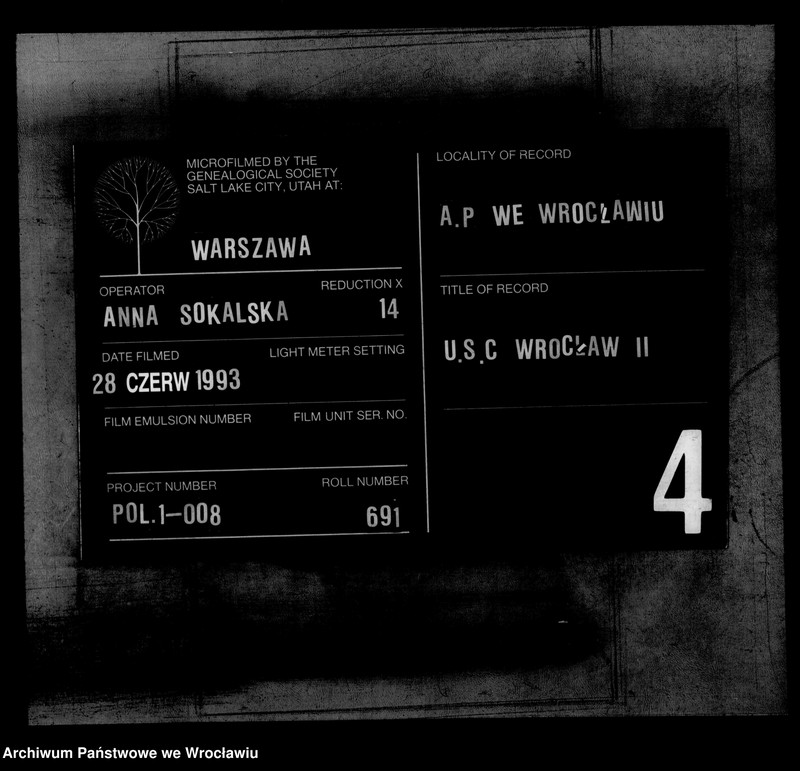 MICROFILMED BY THE
GENEALOGICAL SOCIETY
SALT LAKE CITY, UTAH AT:
WARSZAWA
OPERATOR
REDUCTION X
ANNA SOKALSKA
14
DATE FILMED
LIGHT METER SETTING
28 CZERW 1993
FILM EMULSION NUMBER
FILM UNIT SER. NO.
PROJECT NUMBER
ROLL NUMBER
POL.1-008
691
LOCALITY OF RECORD
A.P WE WROCŁAWIU
TITLE OF RECORD
U.S.C WROCŁAW II
4
Archiwum Państwowe we Wrocławiu